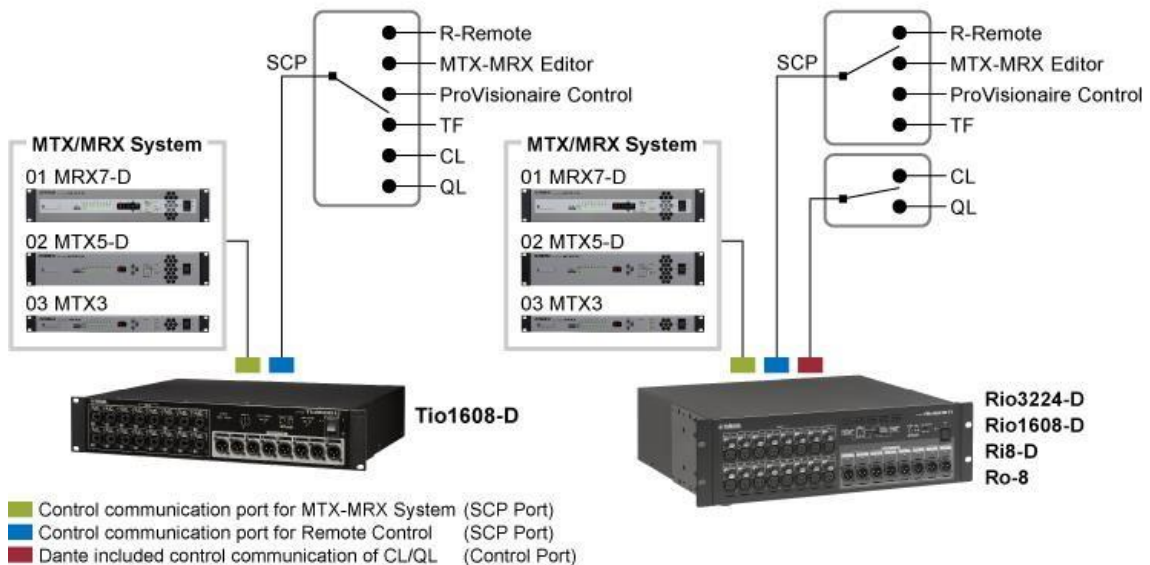 SCP
R-Remote
MTX-MRX Editor
ProVisionaire Control
TF
CL
QL
MTX/MRX System
01 MRX7-D
02 MTX5-D
03 MTX3
Tio1608-D
SCP
R-Remote
MTX-MRX Editor
ProVisionaire Control
TF
CL
QL
MTX/MRX System
01 MRX7-D
02 MTX5-D
03 MTX3
Rio3224-D
Rio1608-D
Ri8-D
Ro-8
Control communication port for MTX-MRX System (SCP Port)
Control communication port for Remote Control (SCP Port)
Dante included control communication of CL/QL (Control Port)